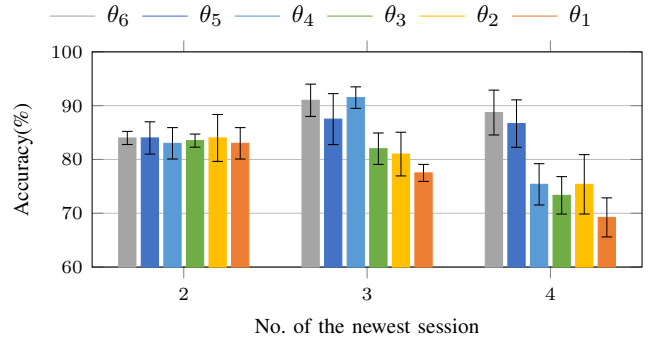 θ₆ θ₅ θ₄ θ₃ θ₂ θ₁
100
90
80
70
60
Accuracy(%)
2 3 4
No. of the newest session